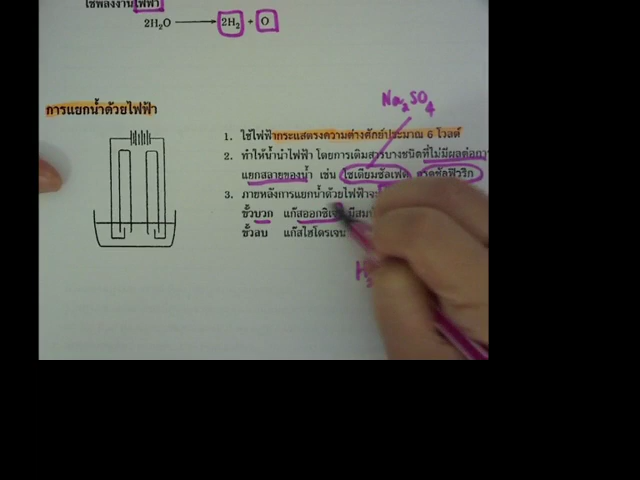 ใช้พลังงานไฟฟ้า
2H₂O → 2H₂ + O
การแยกน้ำด้วยไฟฟ้า
Na₂SO₄
1. ใช้ไฟฟ้ากระแสตรงความต่างศักย์ประมาณ 6 โวลต์
2. ทำให้น้ำนำไฟฟ้า โดยการเติมสารบางชนิดที่ไม่มีผลต่อการ
แยกสลายของน้ำ เช่น โซเดียมซัลเฟต กรดซัลฟิวริก
3. ภายหลังการแยกน้ำด้วยไฟฟ้าจะ
ขั้วบวก แก๊สออกซิเจน มีสม
ขั้วลบ แก๊สไฮโดรเจน